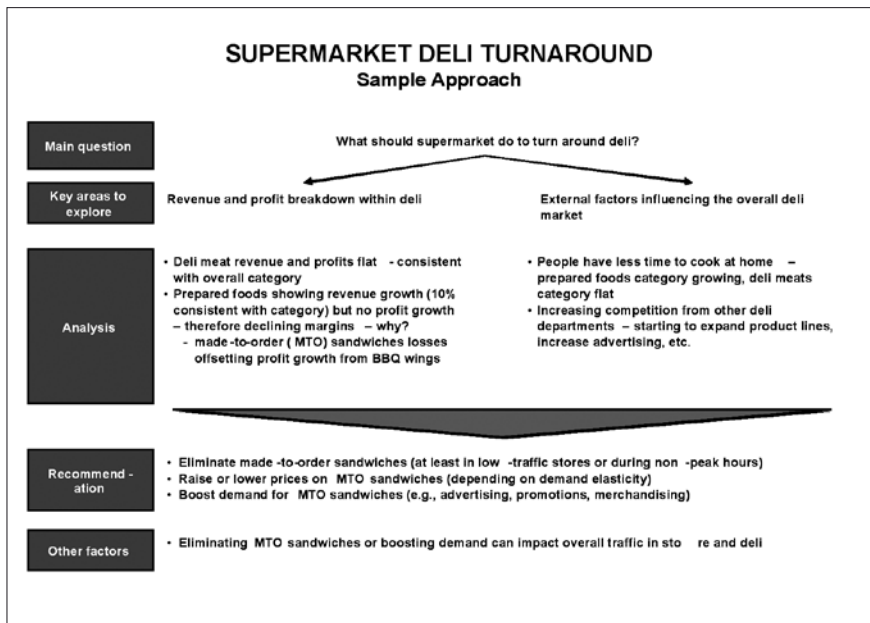 SUPERMARKET DELI TURNAROUND
Sample Approach
Main question
What should supermarket do to turn around deli?
Key areas to
explore
Revenue and profit breakdown within deli
External factors influencing the overall deli
market
Analysis
• Deli meat revenue and profits flat - consistent
with overall category
• Prepared foods showing revenue growth (10%
consistent with category) but no profit growth
– therefore declining margins – why?
- made -to-order ( MTO) sandwiches losses
offsetting profit growth from BBQ wings
• People have less time to cook at home –
prepared foods category growing, deli meats
category flat
• Increasing competition from other deli
departments – starting to expand product lines,
increase advertising, etc.
Recommend -
ation
• Eliminate made -to-order sandwiches (at least in low -traffic stores or during non -peak hours)
• Raise or lower prices on MTO sandwiches (depending on demand elasticity)
• Boost demand for MTO sandwiches (e.g., advertising, promotions, merchandising)
Other factors
• Eliminating MTO sandwiches or boosting demand can impact overall traffic in sto re and deli